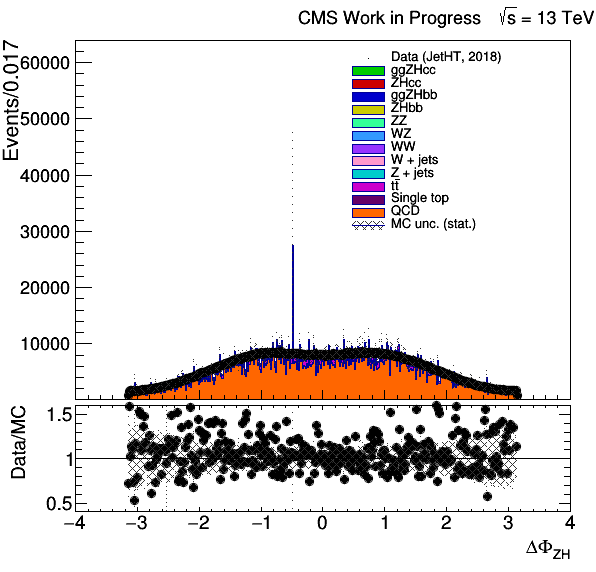 CMS Work in Progress √s = 13 TeV
Events/0.017
60000
50000
40000
30000
20000
10000
Data (JetHT, 2018)
ggZHcc
ZHcc
ggZHbb
ZHbb
ZZ
WZ
WW
W + jets
Z + jets
tt̄
Single top
QCD
MC unc. (stat.)
Data/MC
1.5
1
0.5
−4 −3 −2 −1 0 1 2 3 4
ΔΦ_ZH